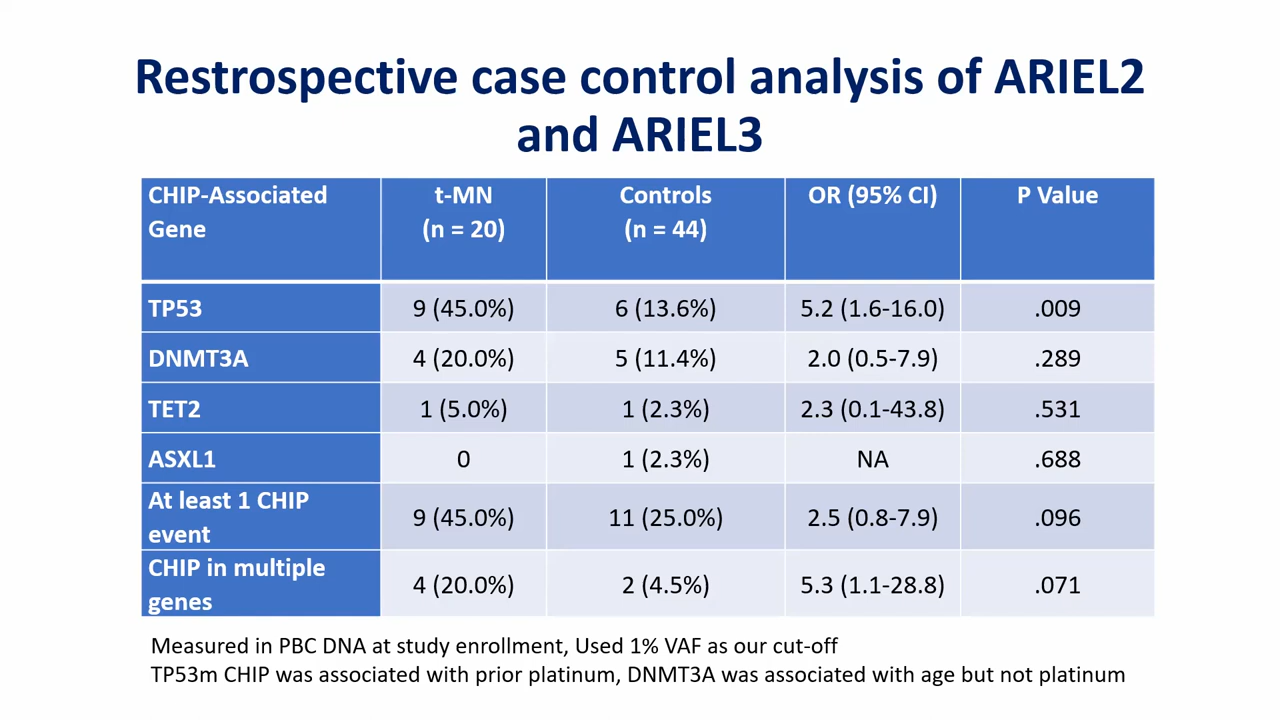 Restrospective case control analysis of ARIEL2
and ARIEL3
CHIP-Associated Gene | t-MN (n = 20) | Controls (n = 44) | OR (95% CI) | P Value
TP53 | 9 (45.0%) | 6 (13.6%) | 5.2 (1.6-16.0) | .009
DNMT3A | 4 (20.0%) | 5 (11.4%) | 2.0 (0.5-7.9) | .289
TET2 | 1 (5.0%) | 1 (2.3%) | 2.3 (0.1-43.8) | .531
ASXL1 | 0 | 1 (2.3%) | NA | .688
At least 1 CHIP event | 9 (45.0%) | 11 (25.0%) | 2.5 (0.8-7.9) | .096
CHIP in multiple genes | 4 (20.0%) | 2 (4.5%) | 5.3 (1.1-28.8) | .071
Measured in PBC DNA at study enrollment, Used 1% VAF as our cut-off
TP53m CHIP was associated with prior platinum, DNMT3A was associated with age but not platinum